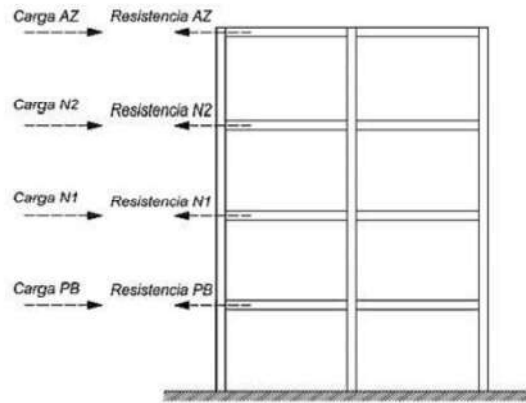 Carga AZ Resistencia AZ
Carga N2 Resistencia N2
Carga N1 Resistencia N1
Carga PB Resistencia PB